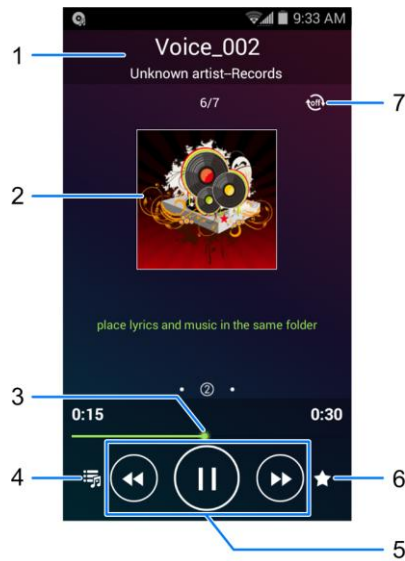 9:33 AM
1
Voice_002
Unknown artist–Records
6/7
off
7
2
place lyrics and music in the same folder
2
3
0:15
0:30
4
6
5